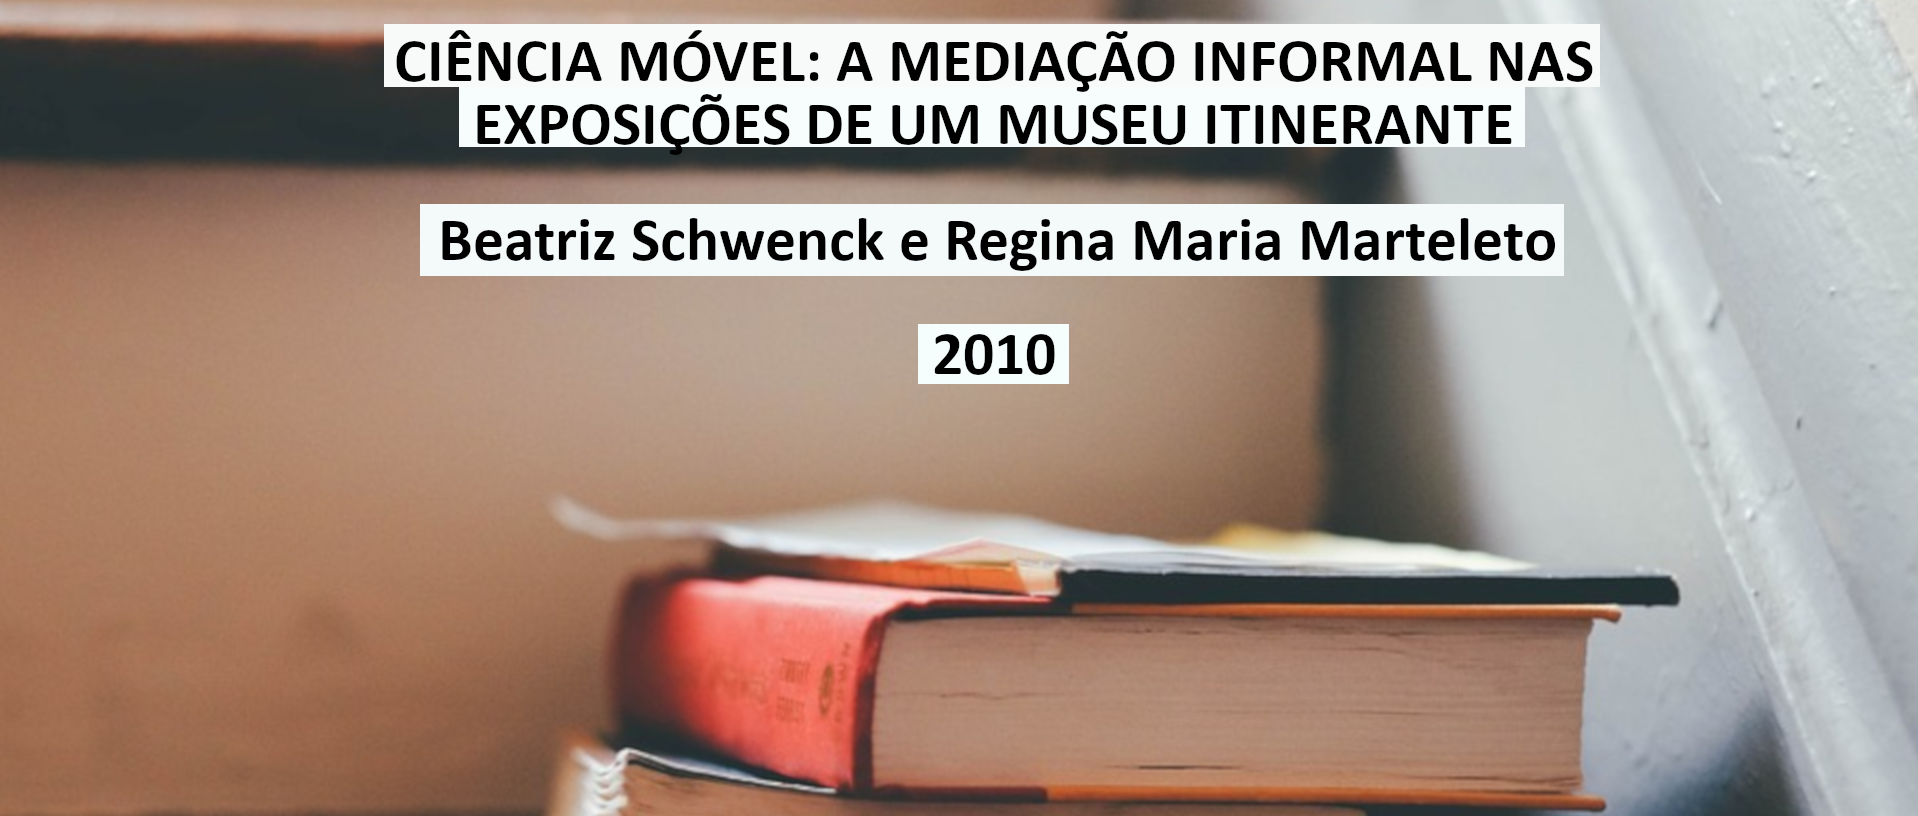 CIÊNCIA MÓVEL: A MEDIAÇÃO INFORMAL NAS
EXPOSIÇÕES DE UM MUSEU ITINERANTE
Beatriz Schwenck e Regina Maria Marteleto
2010